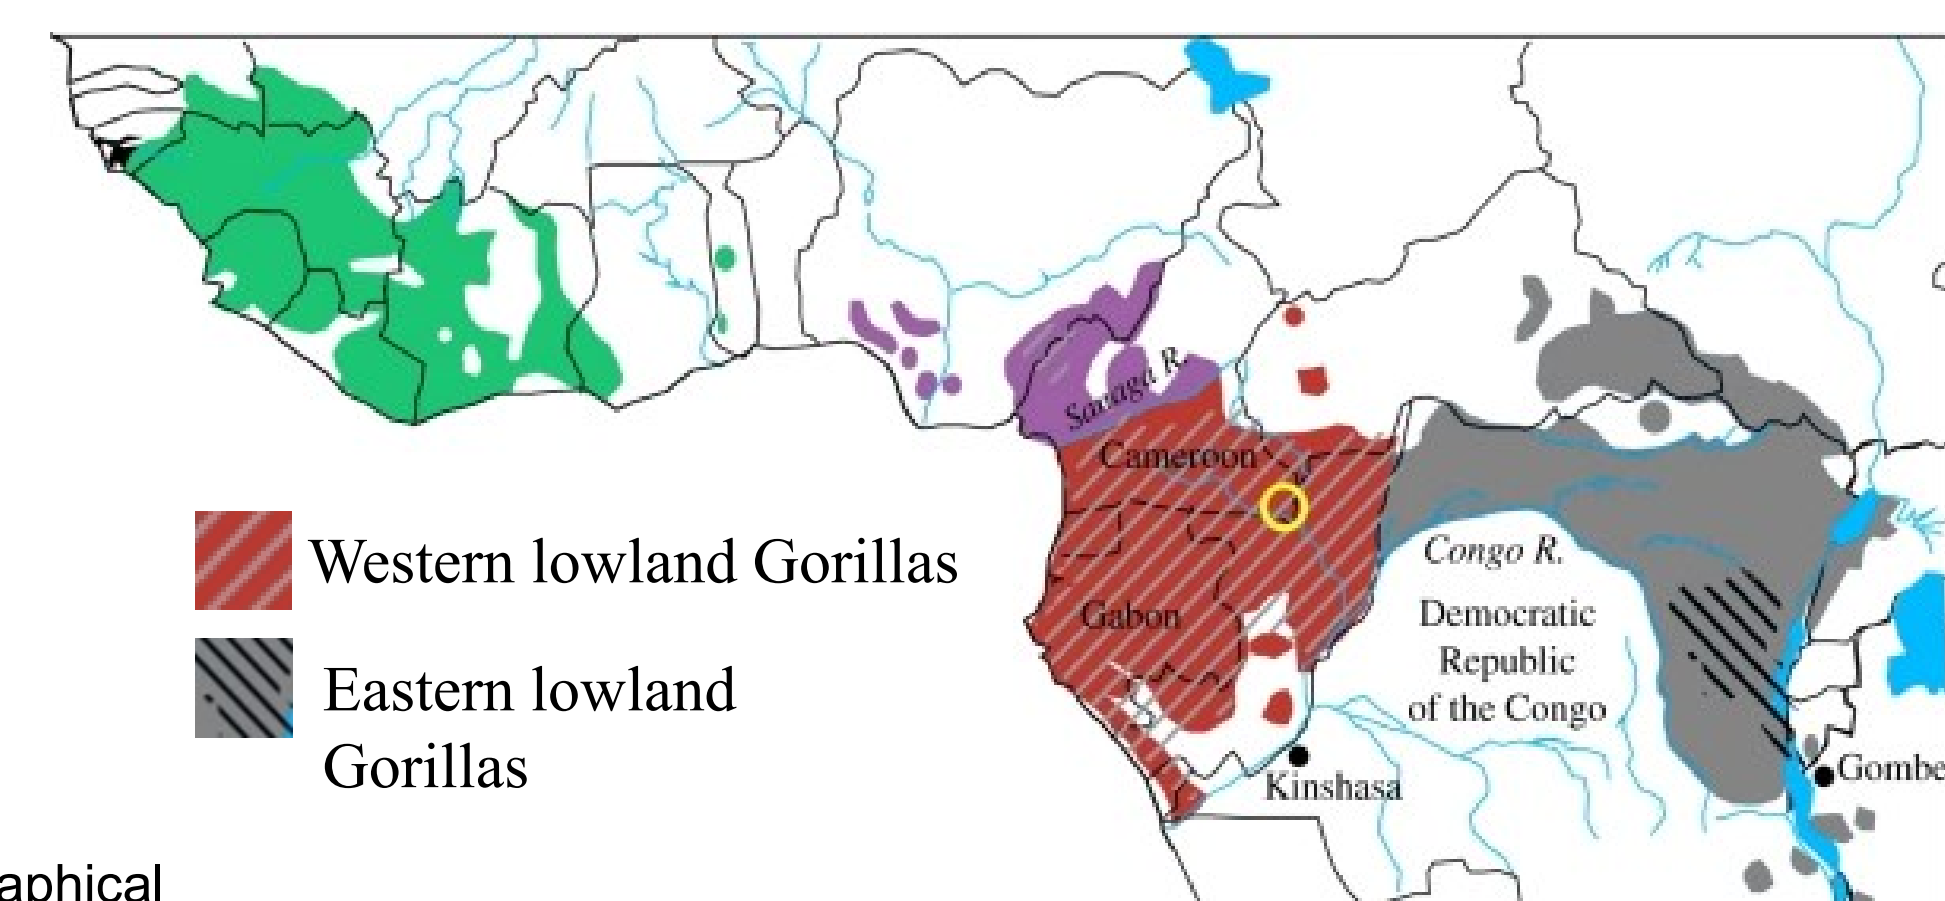 Sanaga R.
Cameroon
Western lowland Gorillas
Congo R.
Gabon
Democratic
Republic
of the Congo
Eastern lowland
Gorillas
Kinshasa
Gombe
aphical